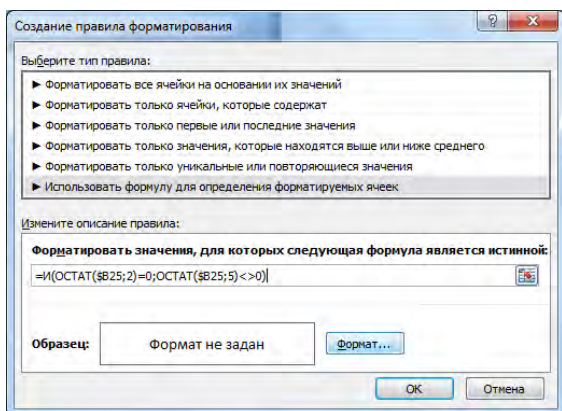 Создание правила форматирования
Выберите тип правила:
► Форматировать все ячейки на основании их значений
► Форматировать только ячейки, которые содержат
► Форматировать только первые или последние значения
► Форматировать только значения, которые находятся выше или ниже среднего
► Форматировать только уникальные или повторяющиеся значения
► Использовать формулу для определения форматируемых ячеек
Измените описание правила:
Форматировать значения, для которых следующая формула является истинной:
=И(ОСТАТ($B25;2)=0;ОСТАТ($B25;5)<>0)
Образец: Формат не задан Формат...
ОК Отмена